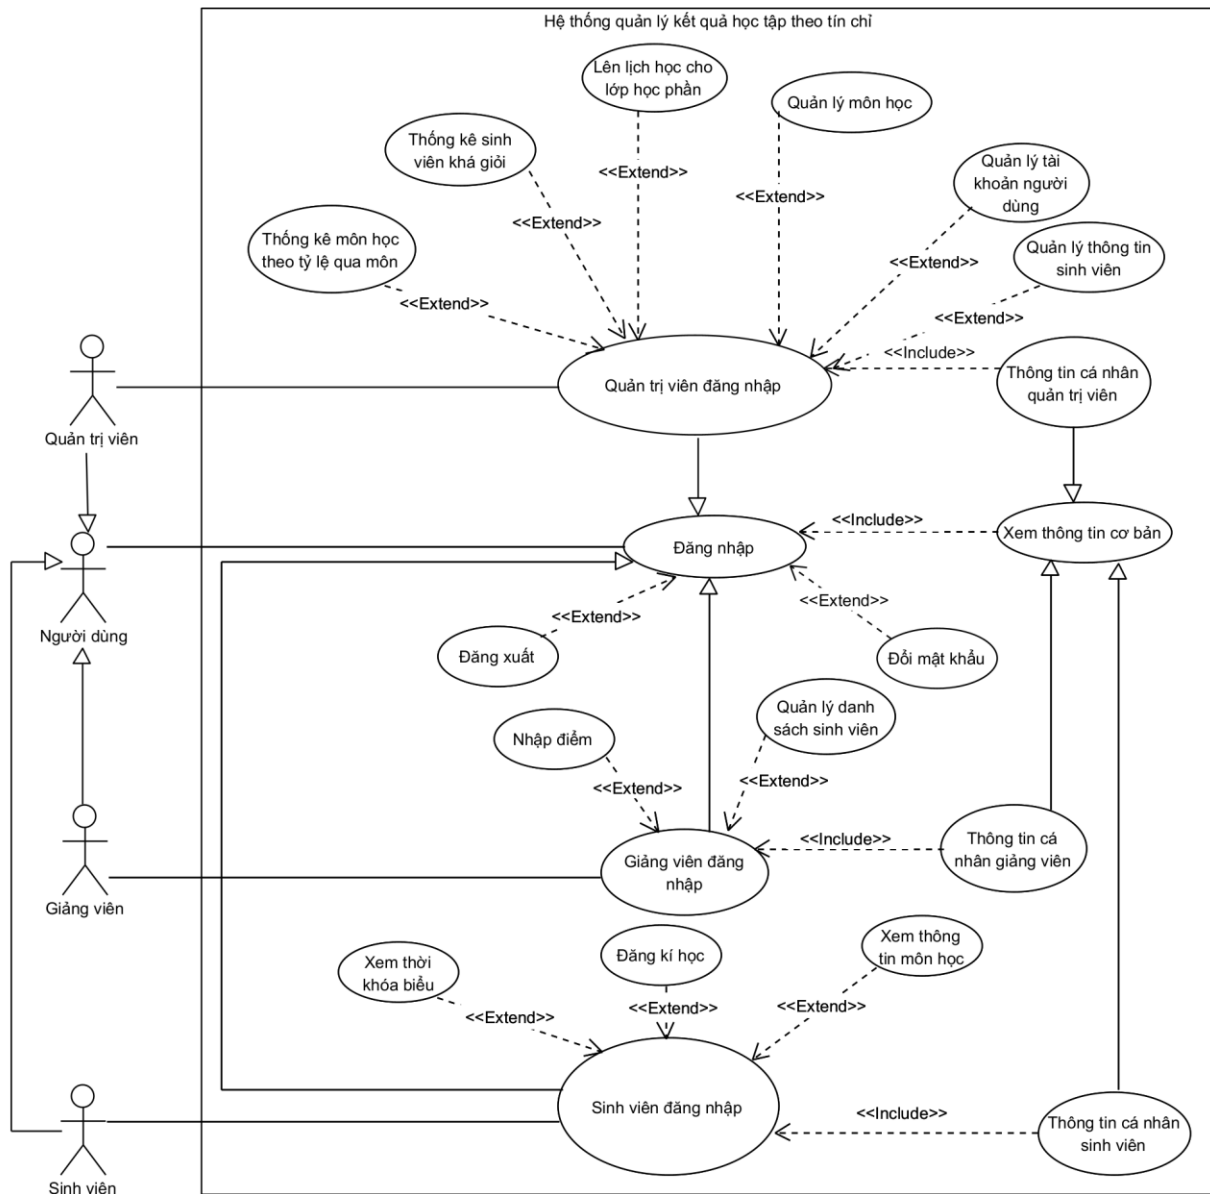 Hệ thống quản lý kết quả học tập theo tín chỉ
Lên lịch học cho
lớp học phần
Quản lý môn học
Thống kê sinh
viên khá giỏi
Quản lý tài
khoản người
dùng
<<Extend>>
<<Extend>>
<<Extend>>
Thống kê môn học
theo tỷ lệ qua môn
Quản lý thông tin
sinh viên
<<Extend>>
<<Extend>>
<<Extend>>
<<Include>>
Quản trị viên đăng nhập
Thông tin cá nhân
quản trị viên
Quản trị viên
<<Include>>
Đăng nhập
Xem thông tin cơ bản
<<Extend>>
<<Extend>>
Người dùng
Đăng xuất
Đổi mật khẩu
Quản lý danh
sách sinh viên
Nhập điểm
<<Extend>>
<<Extend>>
<<Include>>
Giảng viên đăng
nhập
Thông tin cá
nhân giảng viên
Giảng viên
Xem thời
khóa biểu
Đăng kí học
Xem thông
tin môn học
<<Extend>>
<<Extend>>
<<Extend>>
Sinh viên đăng nhập
<<Include>>
Thông tin cá nhân
sinh viên
Sinh viên